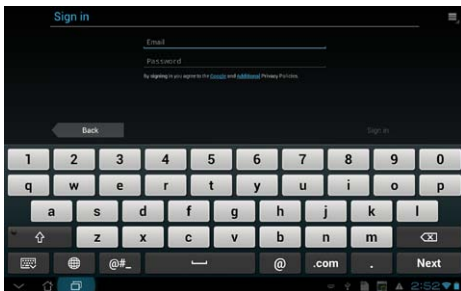 Sign in
Email
Password
By signing in you agree to the Google and Additional Privacy Policies.
Back Sign in
1 2 3 4 5 6 7 8 9 0
q w e r t y u i o p
a s d f g h j k l
z x c v b n m
@#_ @ .com . Next
2:52